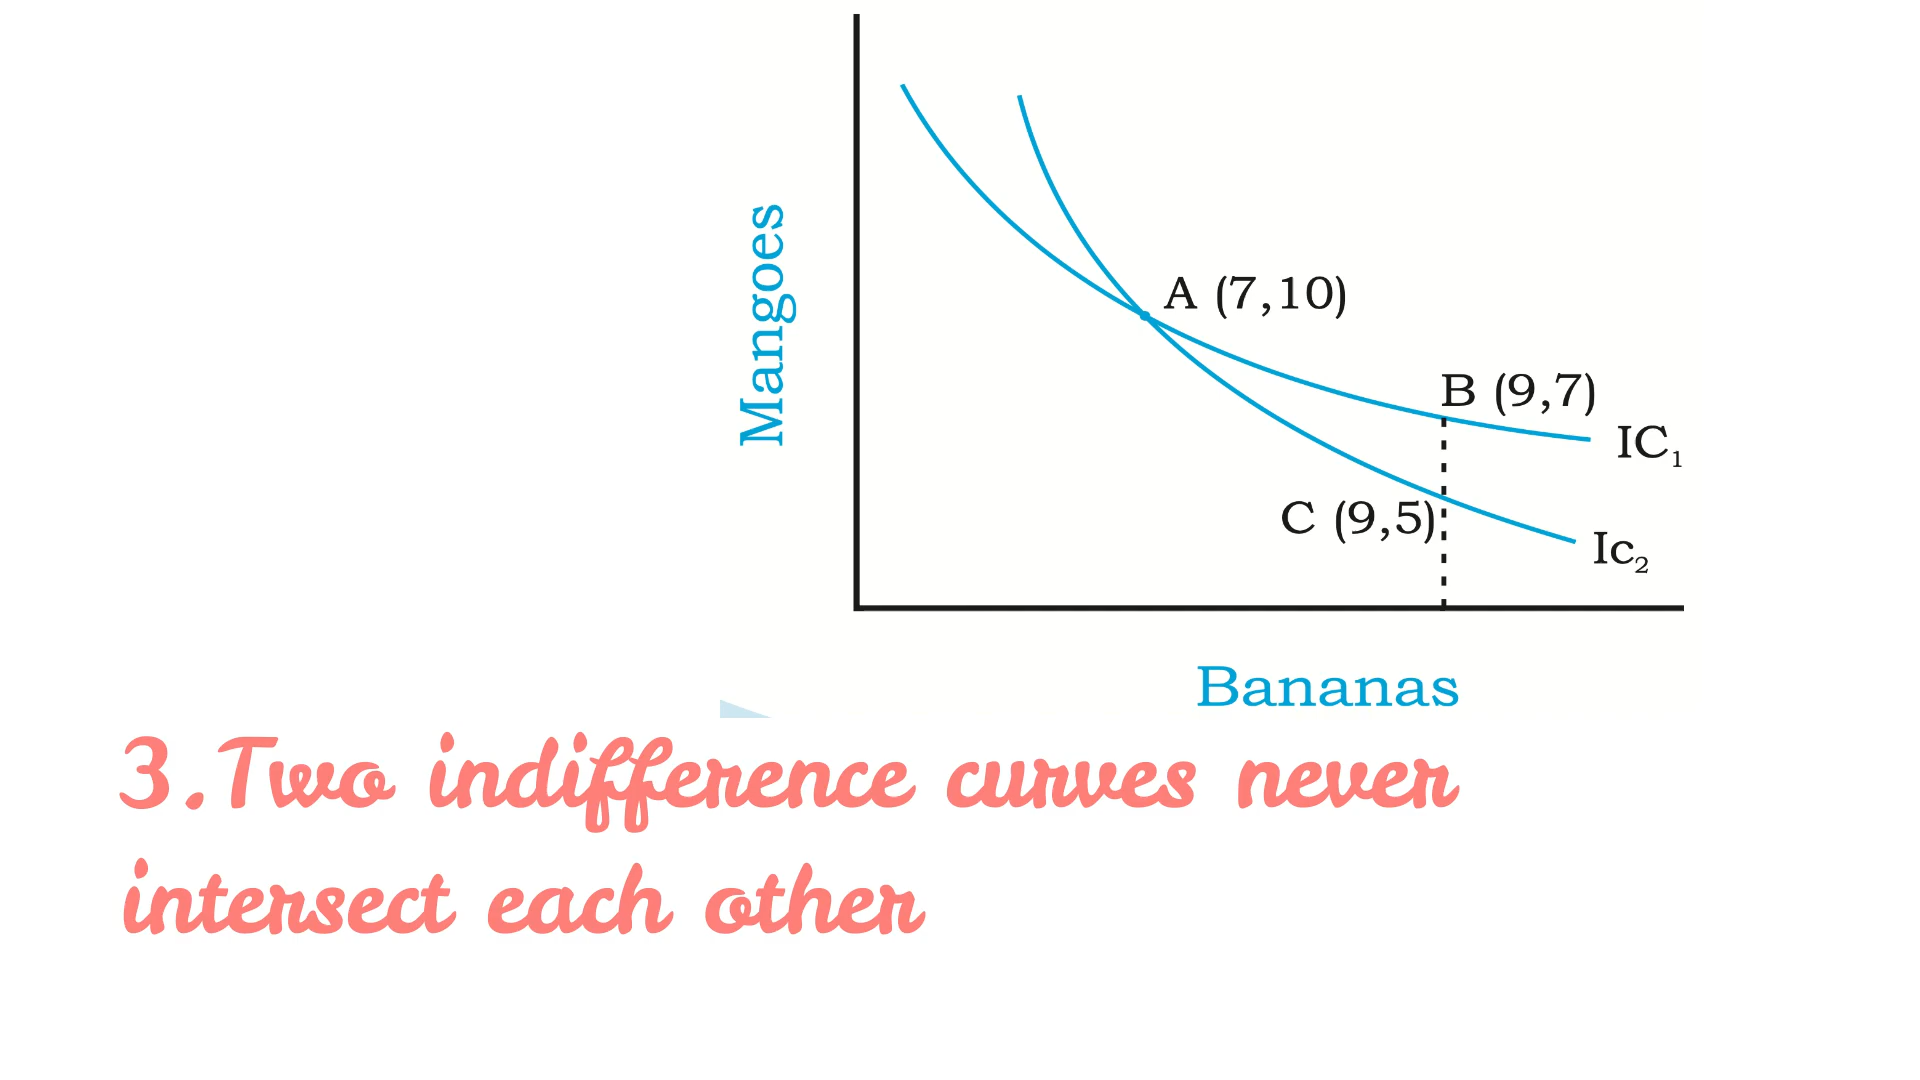 Mangoes
A (7,10)
B (9,7)
IC₁
C (9,5)
Ic₂
Bananas
3.Two indifference curves never
intersect each other